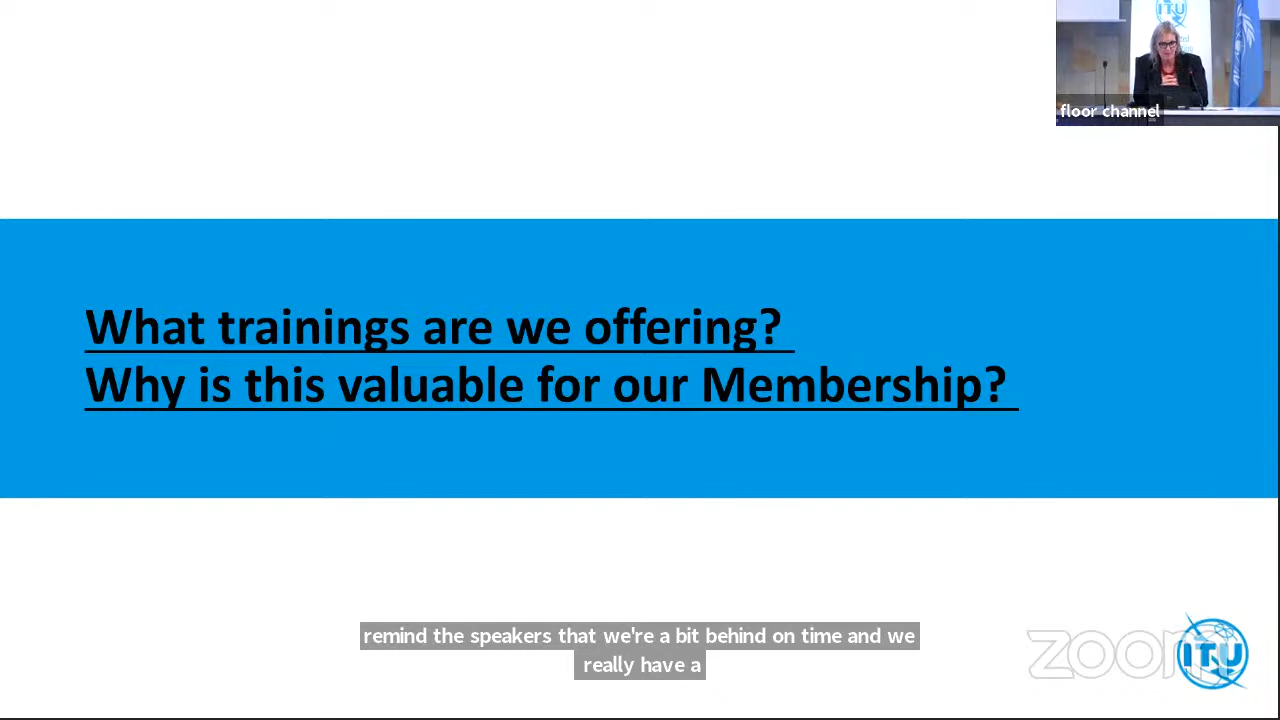 ITU
floor channel
What trainings are we offering?
Why is this valuable for our Membership?
remind the speakers that we're a bit behind on time and we
really have a
zoom
ITU